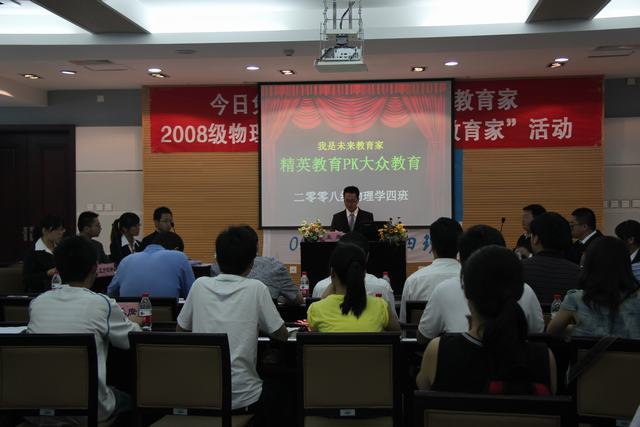 今日
教育家
2008级物理
教育家”活动
我是未来教育家
精英教育PK大众教育
二零零八级物理学四班